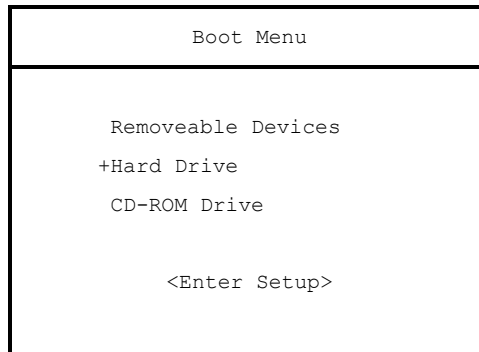 Boot Menu
Removeable Devices
+Hard Drive
CD-ROM Drive
<Enter Setup>